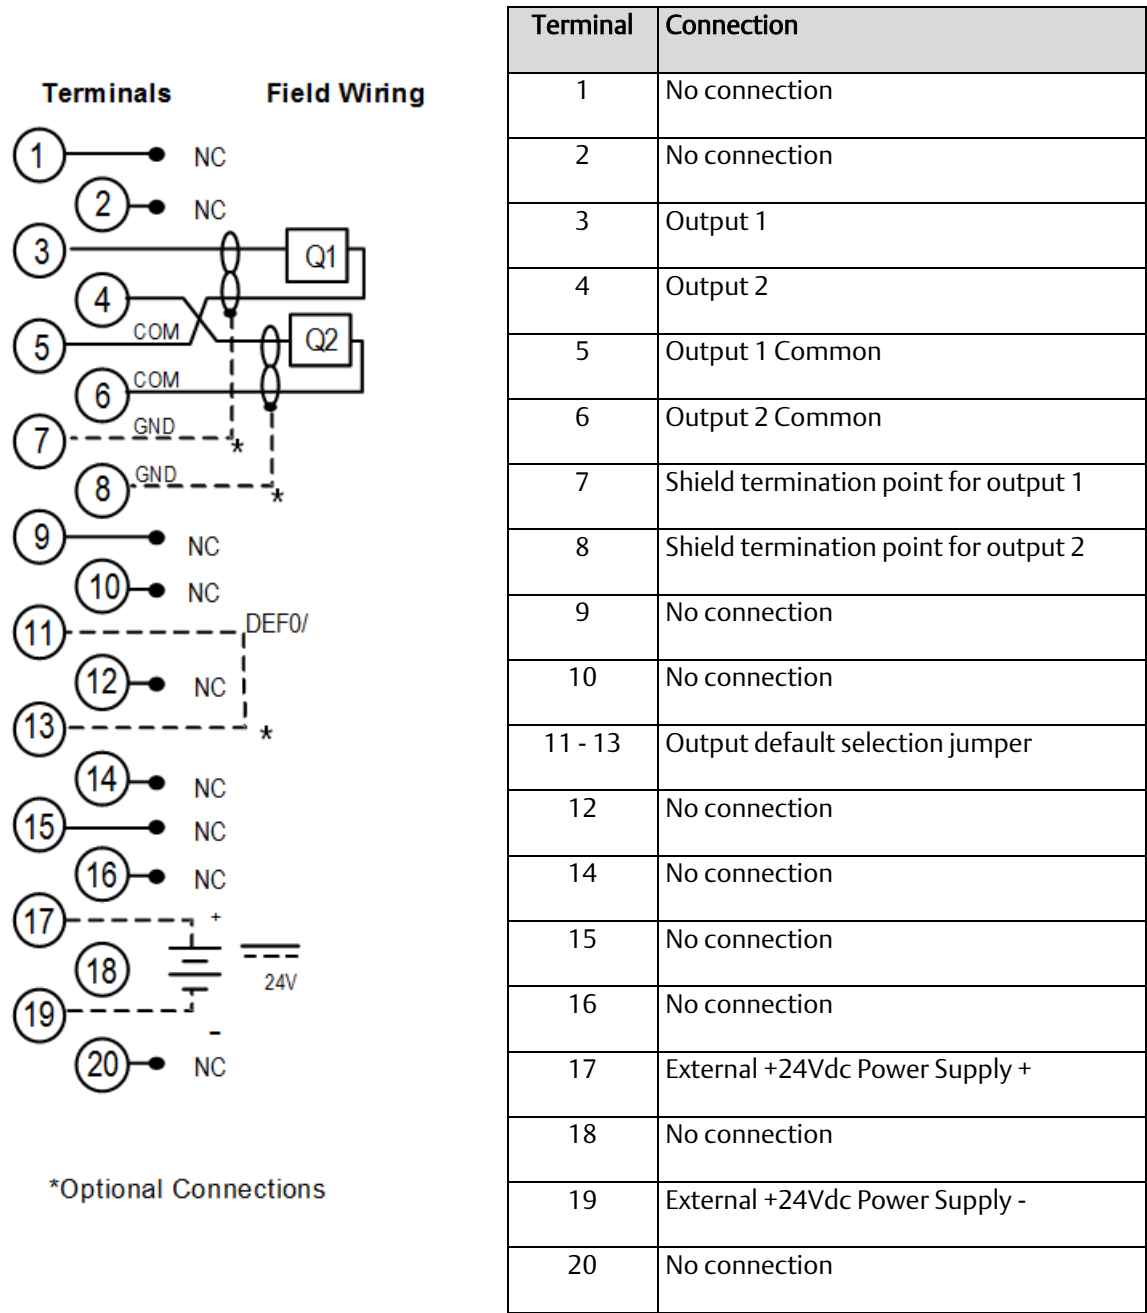 Terminals Field Wiring
1 NC
2 NC
3 Q1
4
5 COM Q2
6 COM
7 GND *
8 GND *
9 NC
10 NC
11 DEF0/
12 NC
13 *
14 NC
15 NC
16 NC
17 +
18 24V
19
-
20 NC
*Optional Connections
Terminal Connection
1 No connection
2 No connection
3 Output 1
4 Output 2
5 Output 1 Common
6 Output 2 Common
7 Shield termination point for output 1
8 Shield termination point for output 2
9 No connection
10 No connection
11 - 13 Output default selection jumper
12 No connection
14 No connection
15 No connection
16 No connection
17 External +24Vdc Power Supply +
18 No connection
19 External +24Vdc Power Supply -
20 No connection